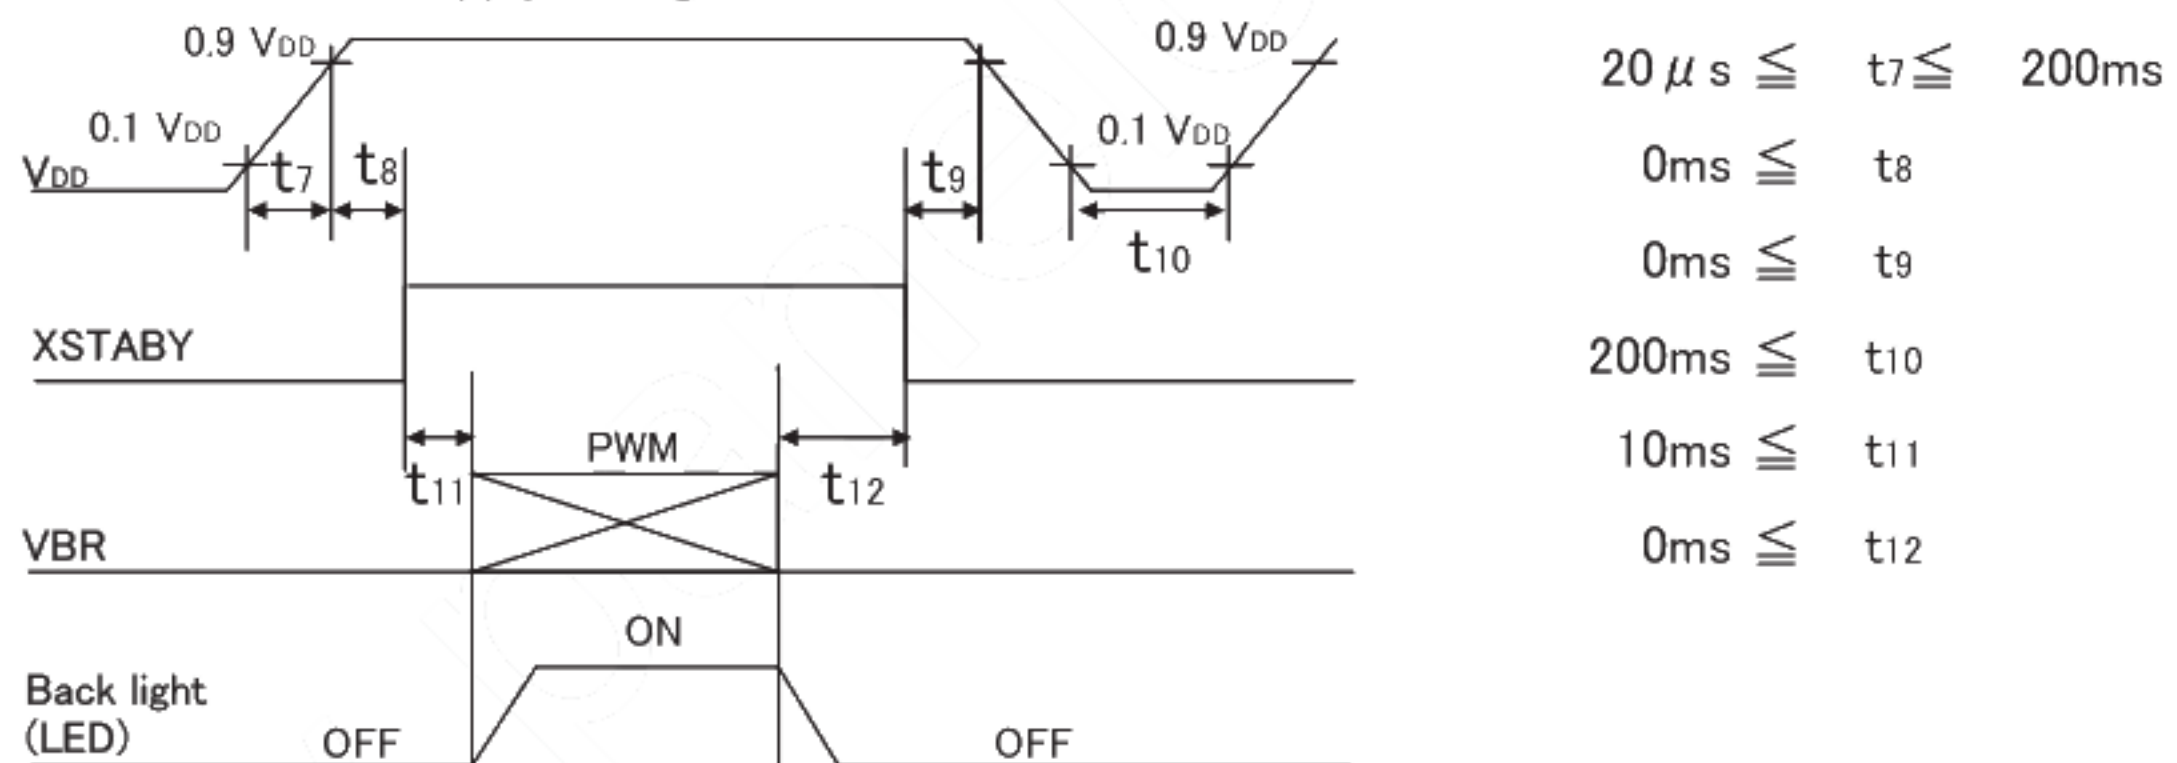 0.9 VDD
0.9 VDD
20 μ s ≦ t7≦ 200ms
0.1 VDD
0.1 VDD
VDD
t7
t8
t9
0ms ≦ t8
t10
0ms ≦ t9
XSTABY
200ms ≦ t10
PWM
t11
t12
10ms ≦ t11
VBR
0ms ≦ t12
ON
Back light
(LED)
OFF
OFF